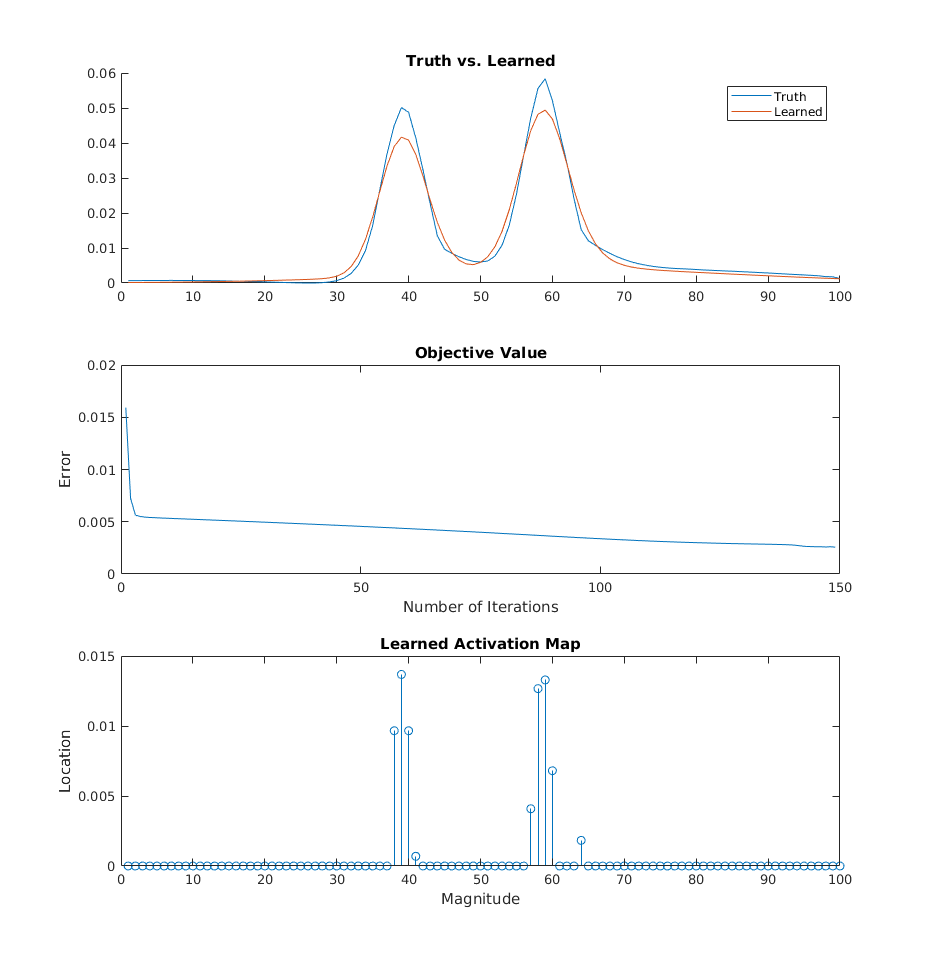 Truth vs. Learned
0.06
0.05
0.04
0.03
0.02
0.01
0
Truth
Learned
0 10 20 30 40 50 60 70 80 90 100
Objective Value
0.02
0.015
0.01
0.005
0
Error
0 50 100 150
Number of Iterations
Learned Activation Map
0.015
0.01
0.005
0
Location
0 10 20 30 40 50 60 70 80 90 100
Magnitude